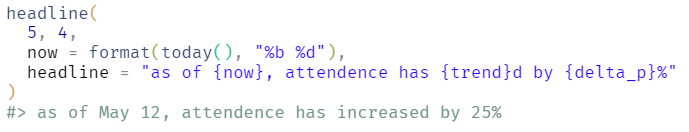 headline(
  5, 4,
  now = format(today(), "%b %d"),
  headline = "as of {now}, attendence has {trend}d by {delta_p}%"
)
#> as of May 12, attendence has increased by 25%